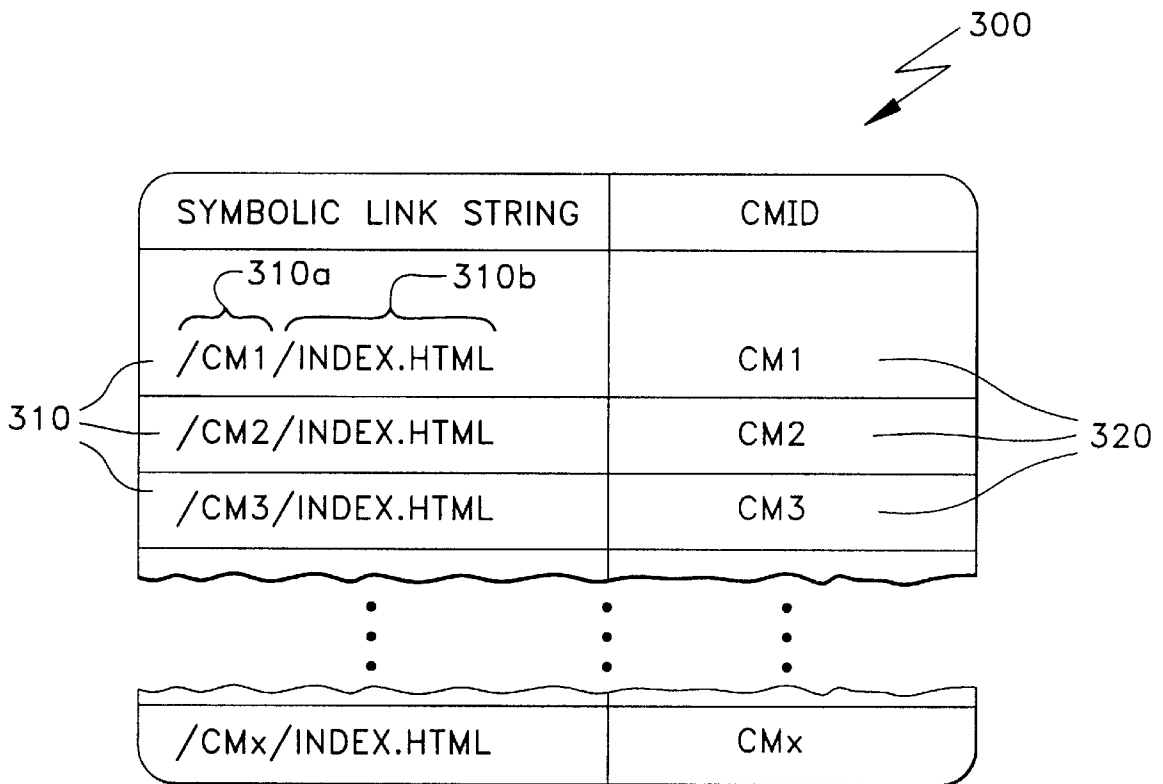 300
SYMBOLIC LINK STRING CMID
310a 310b
/CM1/INDEX.HTML CM1
310 /CM2/INDEX.HTML CM2 320
/CM3/INDEX.HTML CM3
/CMx/INDEX.HTML CMx